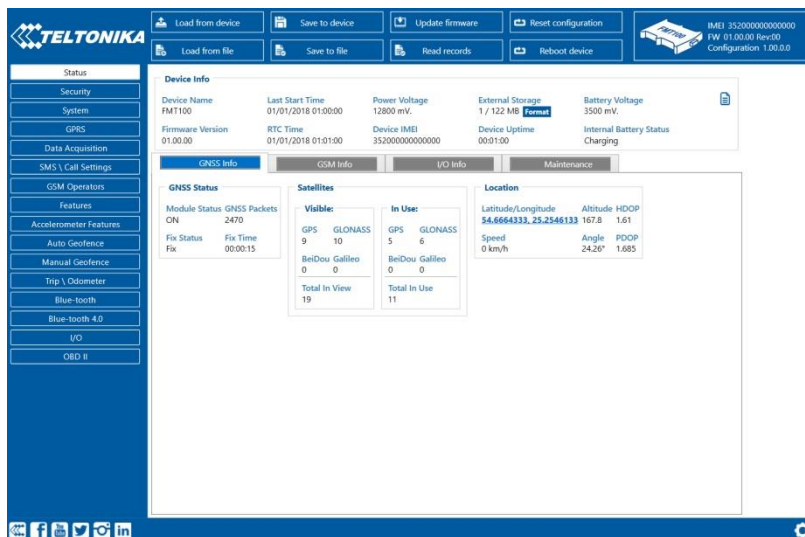 TELTONIKA
Load from device
Save to device
Update firmware
Reset configuration
Load from file
Save to file
Read records
Reboot device
FMT100
IMEI 352000000000000
FW 01.00.00 Rev:00
Configuration 1.00.0.0
Status
Security
System
GPRS
Data Acquisition
SMS \ Call Settings
GSM Operators
Features
Accelerometer Features
Auto Geofence
Manual Geofence
Trip \ Odometer
Blue-tooth
Blue-tooth 4.0
I/O
OBD II
Device Info
Device Name Last Start Time Power Voltage External Storage Battery Voltage
FMT100 01/01/2018 01:00:00 12800 mV. 1 / 122 MB Format 3500 mV.
Firmware Version RTC Time Device IMEI Device Uptime Internal Battery Status
01.00.00 01/01/2018 01:01:00 352000000000000 00:01:00 Charging
GNSS Info GSM Info I/O Info Maintenance
GNSS Status
Module Status GNSS Packets
ON 2470
Fix Status Fix Time
Fix 00:00:15
Satellites
Visible:
GPS GLONASS
9 10
BeiDou Galileo
0 0
Total In View
19
In Use:
GPS GLONASS
5 6
BeiDou Galileo
0 0
Total In Use
11
Location
Latitude/Longitude Altitude HDOP
54.6664333, 25.2546133 167.8 1.61
Speed Angle PDOP
0 km/h 24.26° 1.685